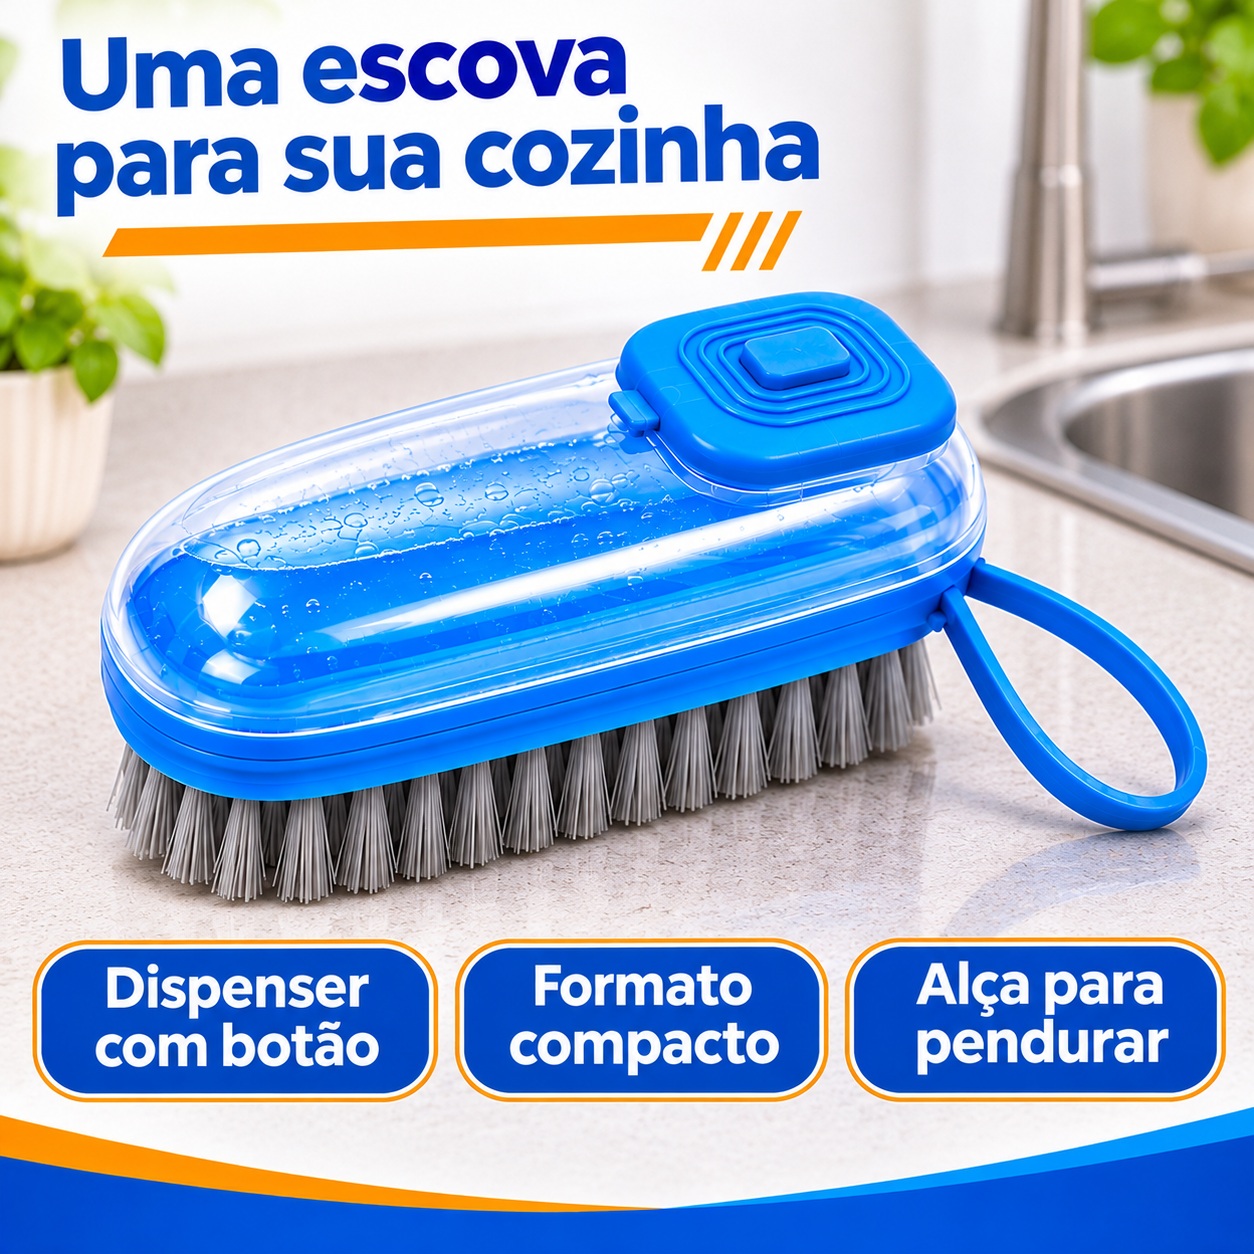 Uma escova
para sua cozinha
Dispenser
com botão
Formato
compacto
Alça para
pendurar